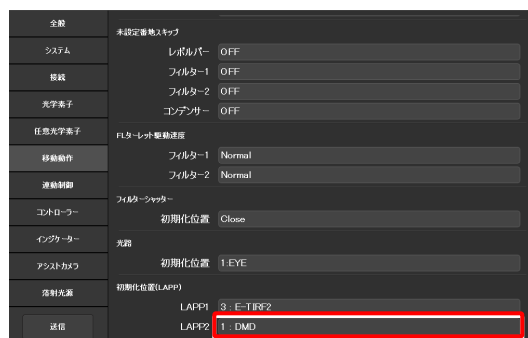 全般
システム
接続
光学素子
任意光学素子
移動動作
連動制御
コントローラー
インジケーター
アシストカメラ
落射光源
送信
未設定番地スキップ
レボルバー OFF
フィルター1 OFF
フィルター2 OFF
コンデンサー OFF
FLターレット駆動速度
フィルター1 Normal
フィルター2 Normal
フィルターシャッター
初期化位置 Close
光路
初期化位置 1:EYE
初期化位置(LAPP)
LAPP1 3 : E-TIRF2
LAPP2 1 : DMD